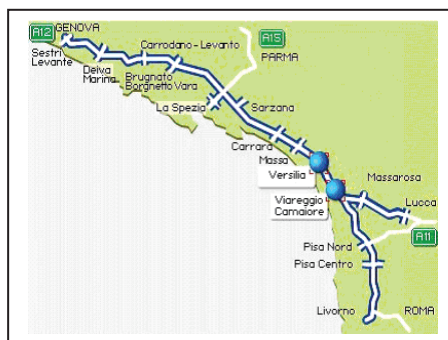 A12
GENOVA
Sestri
Levante
Deiva
Marina
Brugnato
Borghetto Vara
Carrodano-Levanto
A15
PARMA
La Spezia
Sarzana
Carrara
Massa
Versilia
Viareggio
Camaiore
Massarosa
Lucca
A11
Pisa Nord
Pisa Centro
Livorno
ROMA